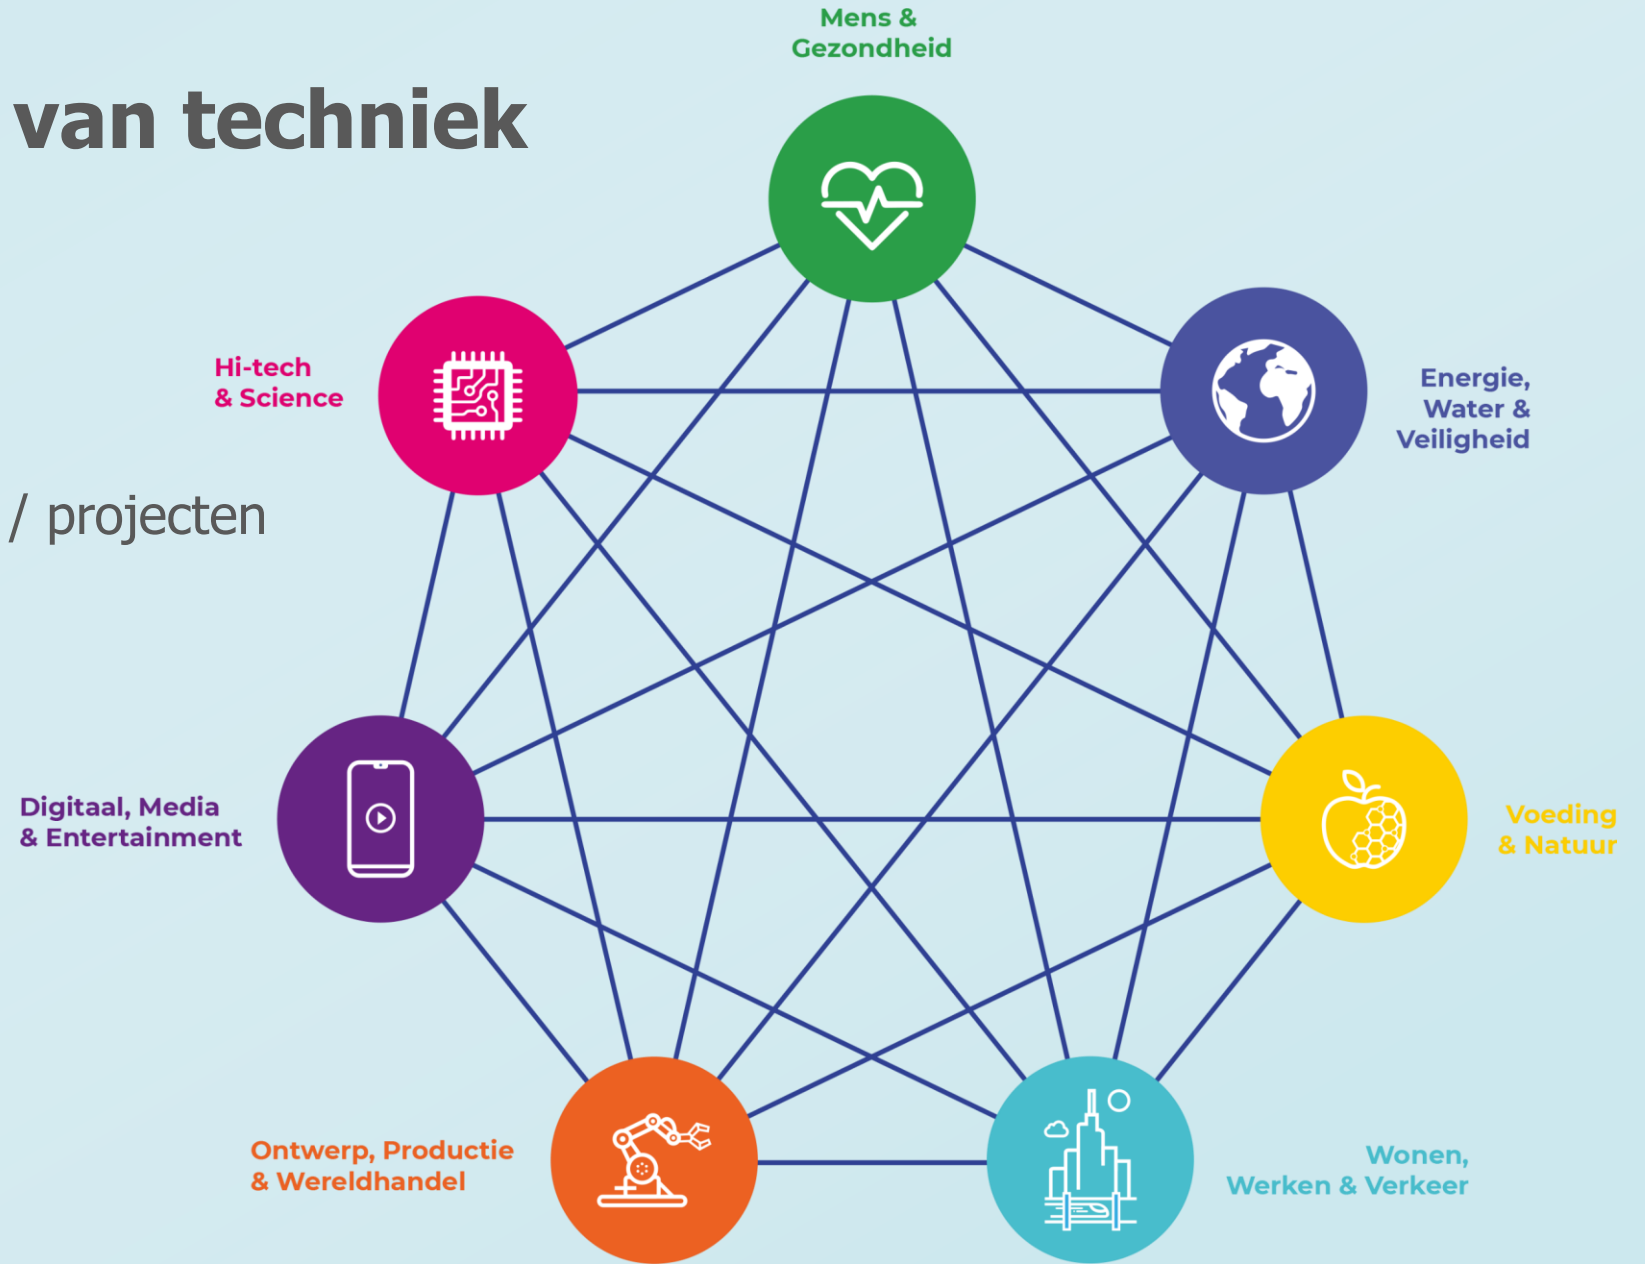 Mens &
Gezondheid
van techniek
Hi-tech
& Science
Energie,
Water &
Veiligheid
/ projecten
Digitaal, Media
& Entertainment
Voeding
& Natuur
Ontwerp, Productie
& Wereldhandel
Wonen,
Werken & Verkeer